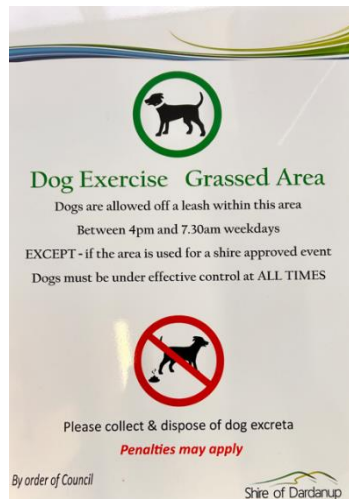 Dog Exercise Grassed Area
Dogs are allowed off a leash within this area
Between 4pm and 7.30am weekdays
EXCEPT - if the area is used for a shire approved event
Dogs must be under effective control at ALL TIMES
Please collect & dispose of dog excreta
Penalties may apply
By order of Council
Shire of Dardanup